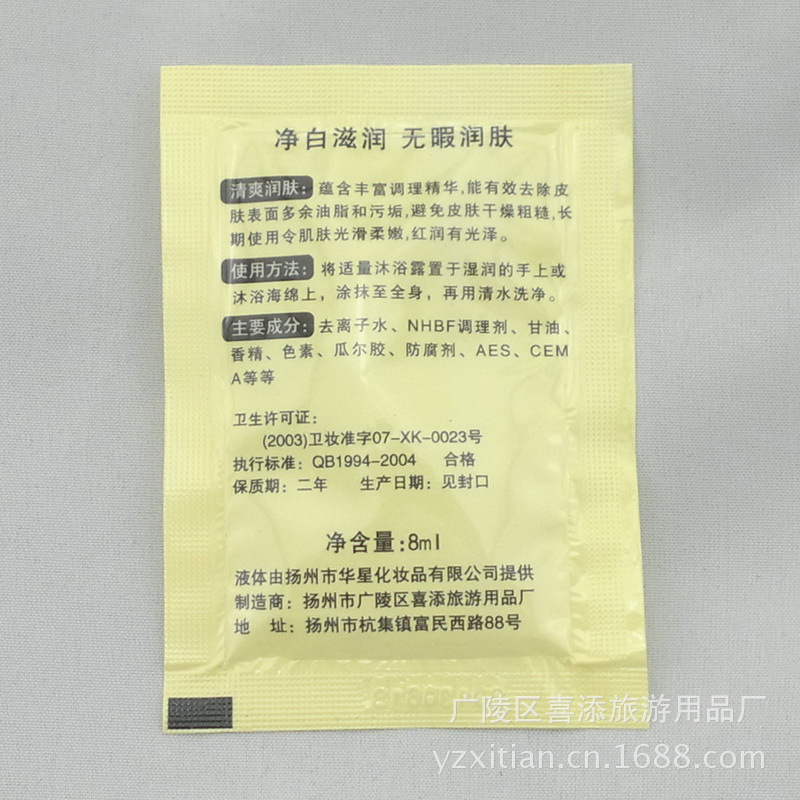 净白滋润 无暇润肤
清爽润肤：蕴含丰富调理精华,能有效去除皮
肤表面多余油脂和污垢,避免皮肤干燥粗糙,长
期使用令肌肤光滑柔嫩,红润有光泽。
使用方法：将适量沐浴露置于湿润的手上或
沐浴海绵上，涂抹至全身，再用清水洗净。
主要成分：去离子水、NHBF调理剂、甘油、
香精、色素、瓜尔胶、防腐剂、AES、CEM
A等等
卫生许可证：
(2003)卫妆准字07-XK-0023号
执行标准：QB1994-2004 合格
保质期：二年 生产日期：见封口
净含量:8ml
液体由扬州市华星化妆品有限公司提供
制造商：扬州市广陵区喜添旅游用品厂
地 址：扬州市杭集镇富民西路88号
广陵区喜添旅游用品厂
yzxitian.cn.1688.com